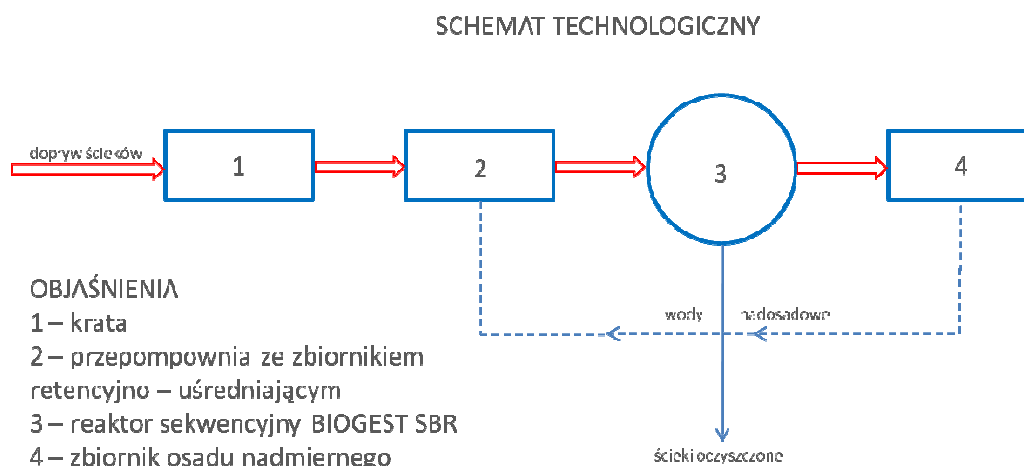 SCHEMAT TECHNOLOGICZNY
dopływ ścieków
1
2
3
4
wody nadosadowe
OBJAŚNIENIA
1 – krata
2 – przepompownia ze zbiornikiem
retencyjno – uśredniającym
3 – reaktor sekwencyjny BIOGEST SBR
4 – zbiornik osadu nadmiernego
ścieki oczyszczone